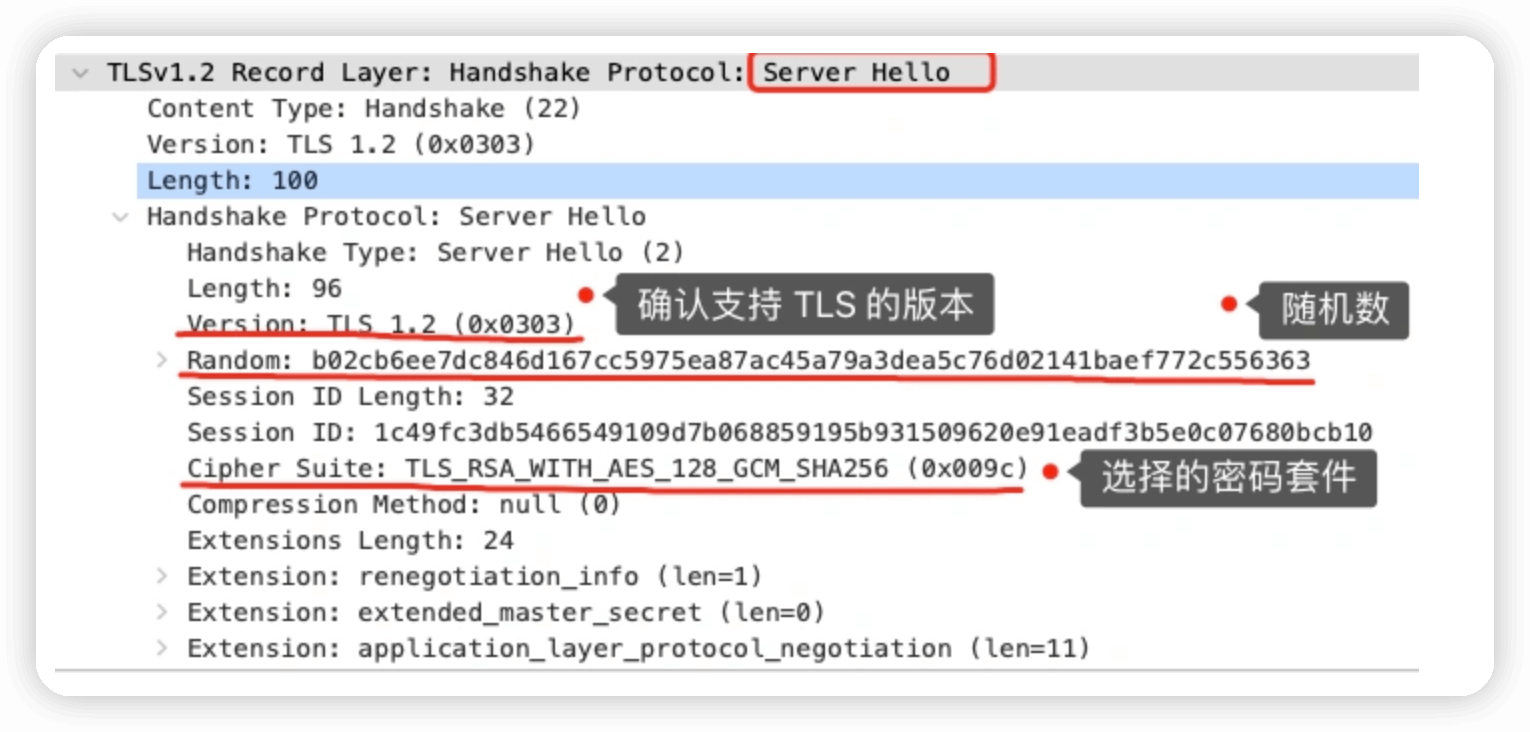 TLSv1.2 Record Layer: Handshake Protocol: Server Hello
Content Type: Handshake (22)
Version: TLS 1.2 (0x0303)
Length: 100
Handshake Protocol: Server Hello
Handshake Type: Server Hello (2)
Length: 96
确认支持 TLS 的版本
随机数
Version: TLS 1.2 (0x0303)
Random: b02cb6ee7dc846d167cc5975ea87ac45a79a3dea5c76d02141baef772c556363
Session ID Length: 32
Session ID: 1c49fc3db5466549109d7b068859195b931509620e91eadf3b5e0c07680bcb10
Cipher Suite: TLS_RSA_WITH_AES_128_GCM_SHA256 (0x009c)
选择的密码套件
Compression Method: null (0)
Extensions Length: 24
Extension: renegotiation_info (len=1)
Extension: extended_master_secret (len=0)
Extension: application_layer_protocol_negotiation (len=11)